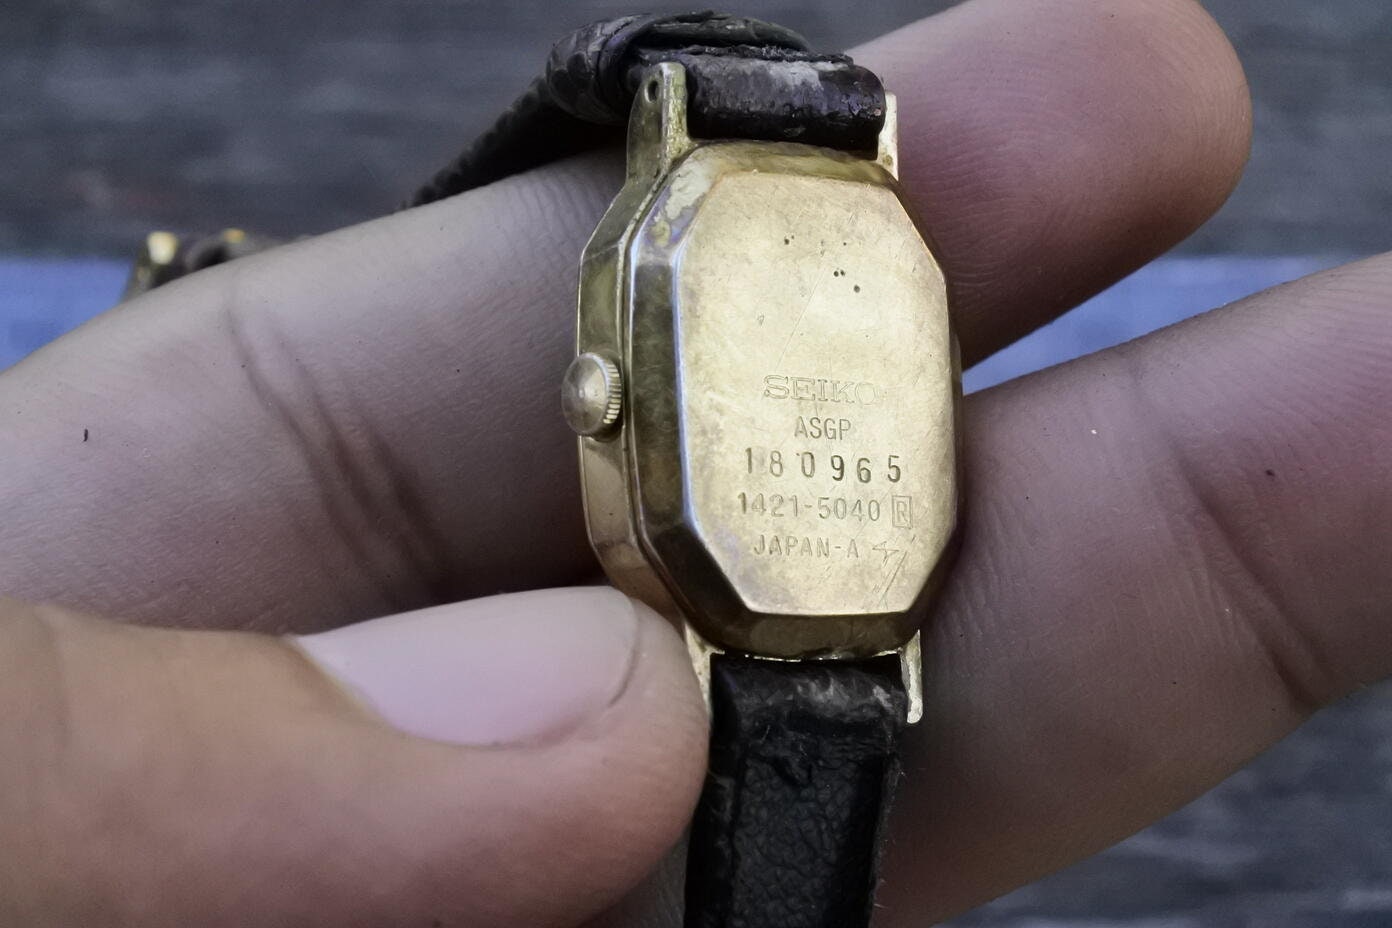 SEIKO
ASGP
180965
1421-5040 R
JAPAN-A